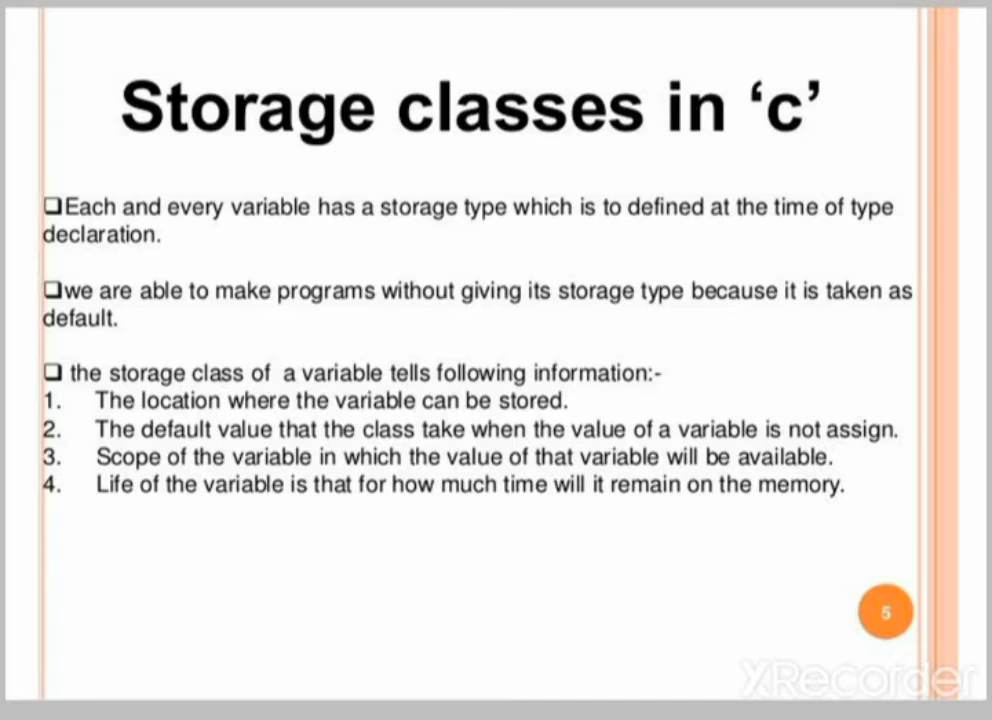 Storage classes in ‘c’
❑Each and every variable has a storage type which is to defined at the time of type
declaration.
❑we are able to make programs without giving its storage type because it is taken as
default.
❑ the storage class of a variable tells following information:-
1. The location where the variable can be stored.
2. The default value that the class take when the value of a variable is not assign.
3. Scope of the variable in which the value of that variable will be available.
4. Life of the variable is that for how much time will it remain on the memory.
5
XRecorder